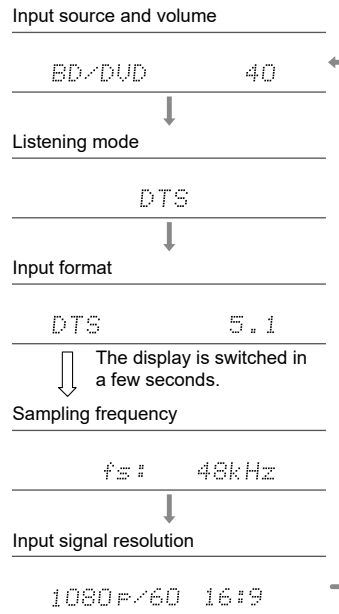 Input source and volume
BD/DVD 40
Listening mode
DTS
Input format
DTS 5.1
The display is switched in
a few seconds.
Sampling frequency
fs: 48kHz
Input signal resolution
1080p/60 16:9